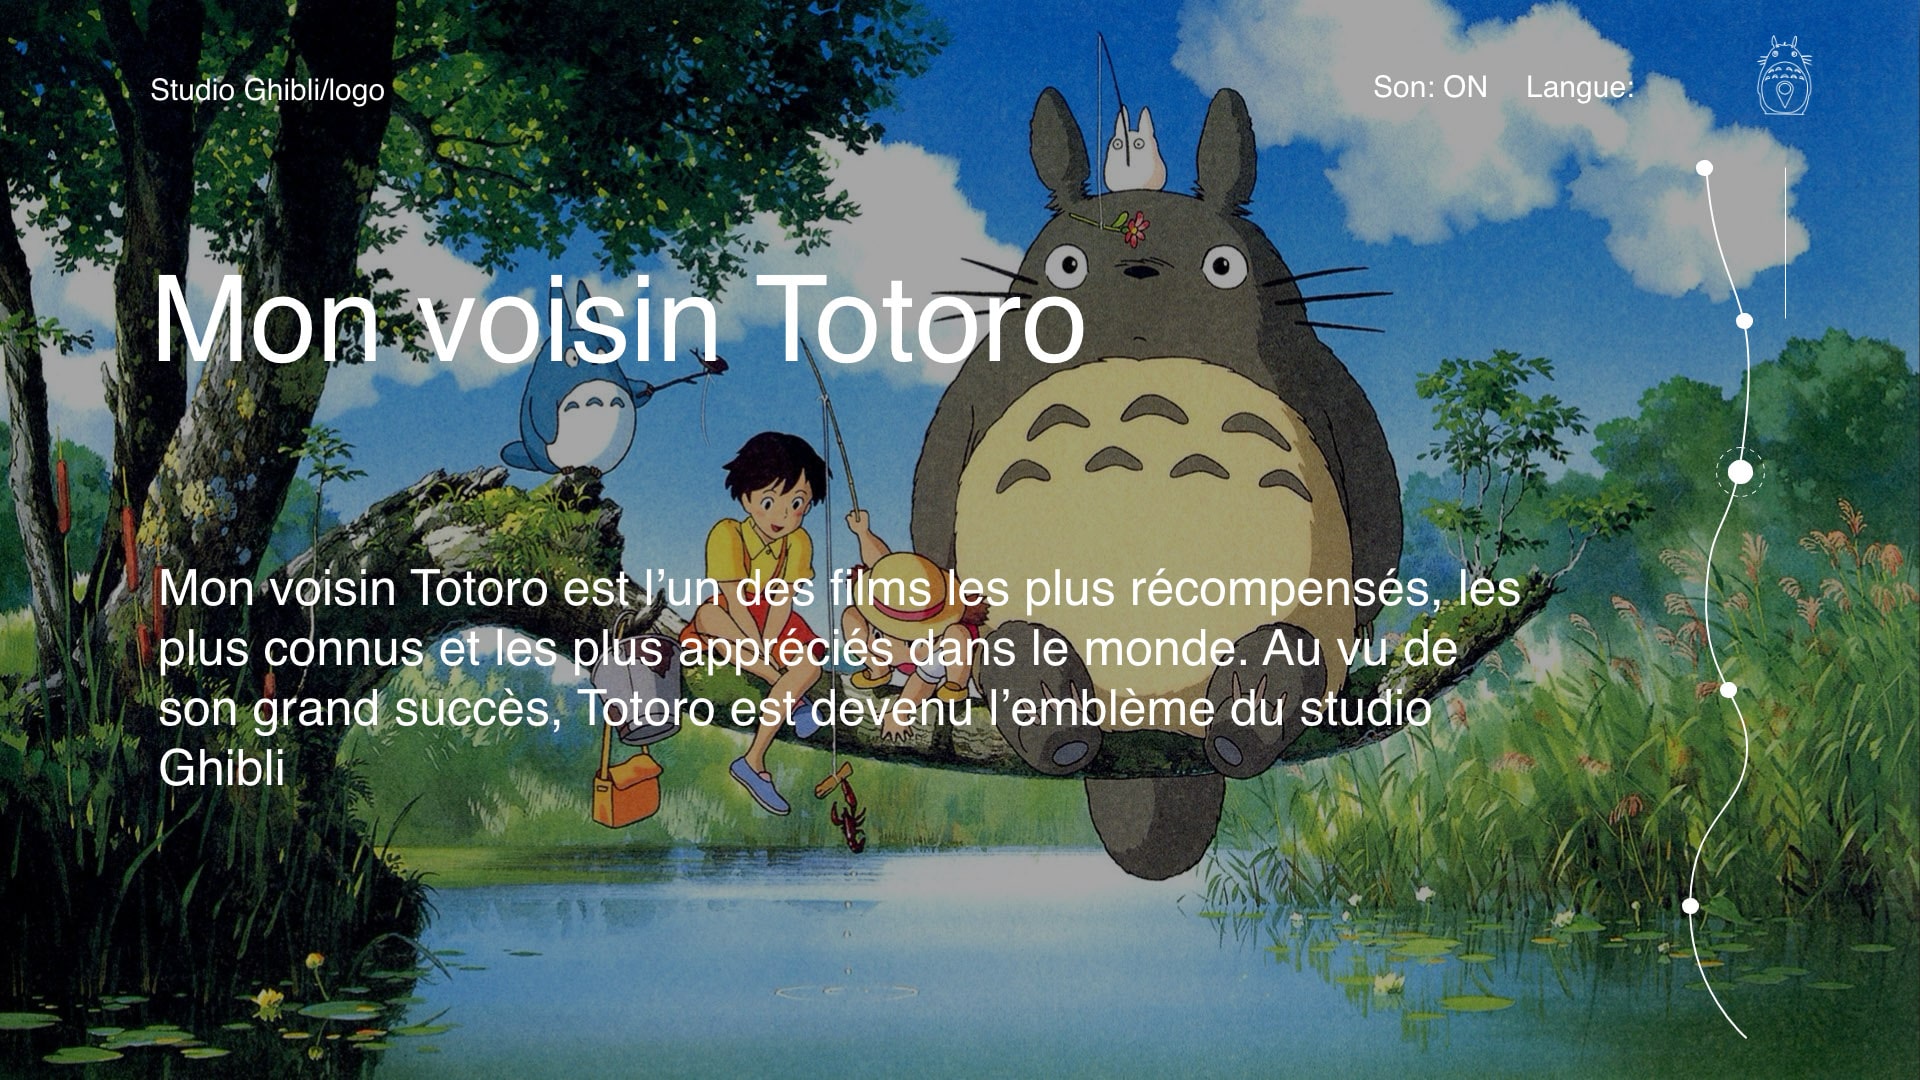 Studio Ghibli/logo
Son: ON
Langue:
Mon voisin Totoro
Mon voisin Totoro est l’un des films les plus récompensés, les
plus connus et les plus appréciés dans le monde. Au vu de
son grand succès, Totoro est devenu l’emblème du studio
Ghibli